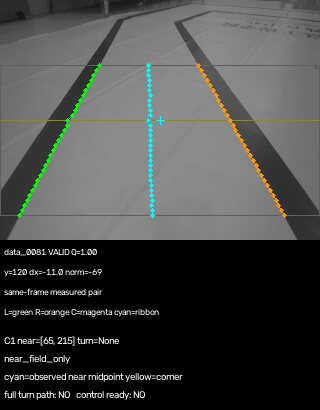 data_0081 VALID Q=1.00
y=120 dx=-11.0 norm=-69
same-frame measured pair
L=green R=orange C=magenta cyan=ribbon
C1 near=[65, 215] turn=None
near_field_only
cyan=observed near midpoint yellow=corner
full turn path: NO control ready: NO